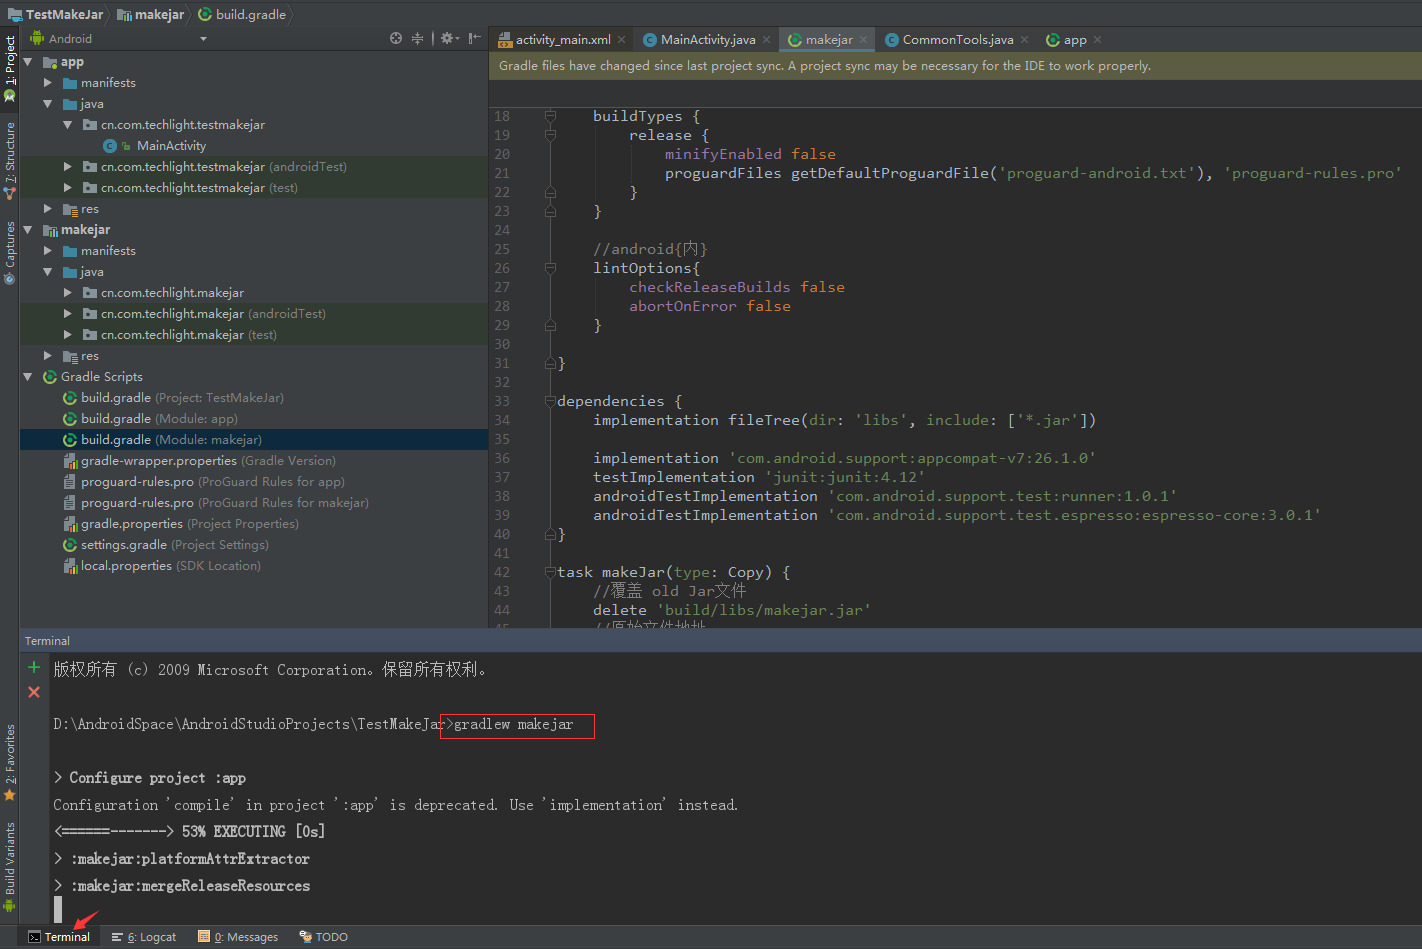 TestMakeJar makejar build.gradle
Android
activity_main.xml MainActivity.java makejar CommonTools.java app
Gradle files have changed since last project sync. A project sync may be necessary for the IDE to work properly.
1: Project
7: Structure
Captures
2: Favorites
Build Variants
app
manifests
java
cn.com.techlight.testmakejar
MainActivity
cn.com.techlight.testmakejar (androidTest)
cn.com.techlight.testmakejar (test)
res
makejar
manifests
java
cn.com.techlight.makejar
cn.com.techlight.makejar (androidTest)
cn.com.techlight.makejar (test)
res
Gradle Scripts
build.gradle (Project: TestMakeJar)
build.gradle (Module: app)
build.gradle (Module: makejar)
gradle-wrapper.properties (Gradle Version)
proguard-rules.pro (ProGuard Rules for app)
proguard-rules.pro (ProGuard Rules for makejar)
gradle.properties (Project Properties)
settings.gradle (Project Settings)
local.properties (SDK Location)
18 buildTypes {
19 release {
20 minifyEnabled false
21 proguardFiles getDefaultProguardFile('proguard-android.txt'), 'proguard-rules.pro'
22 }
23 }
24
25 //android{内}
26 lintOptions{
27 checkReleaseBuilds false
28 abortOnError false
29 }
30
31 }
32
33 dependencies {
34 implementation fileTree(dir: 'libs', include: ['*.jar'])
35
36 implementation 'com.android.support:appcompat-v7:26.1.0'
37 testImplementation 'junit:junit:4.12'
38 androidTestImplementation 'com.android.support.test:runner:1.0.1'
39 androidTestImplementation 'com.android.support.test.espresso:espresso-core:3.0.1'
40 }
41
42 task makeJar(type: Copy) {
43 //覆盖 old Jar文件
44 delete 'build/libs/makejar.jar'
45 //原始文件地址
Terminal
版权所有 (c) 2009 Microsoft Corporation。保留所有权利。
D:\AndroidSpace\AndroidStudioProjects\TestMakeJar>gradlew makejar
> Configure project :app
Configuration 'compile' in project ':app' is deprecated. Use 'implementation' instead.
<======-------> 53% EXECUTING [0s]
> :makejar:platformAttrExtractor
> :makejar:mergeReleaseResources
Terminal 6: Logcat 0: Messages TODO